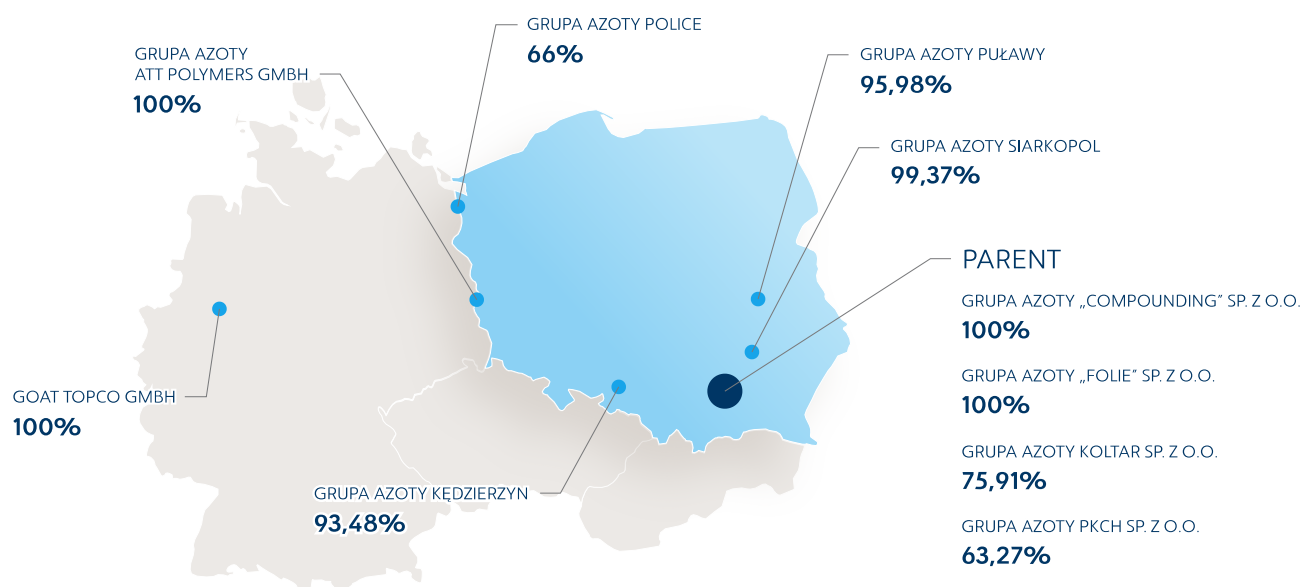 GRUPA AZOTY POLICE
66%
GRUPA AZOTY
ATT POLYMERS GMBH
100%
GRUPA AZOTY PUŁAWY
95,98%
GRUPA AZOTY SIARKOPOL
99,37%
PARENT
GRUPA AZOTY „COMPOUNDING” SP. Z O.O.
100%
GRUPA AZOTY „FOLIE” SP. Z O.O.
100%
GRUPA AZOTY KOLTAR SP. Z O.O.
75,91%
GRUPA AZOTY PKCH SP. Z O.O.
63,27%
GOAT TOPCO GMBH
100%
GRUPA AZOTY KĘDZIERZYN
93,48%